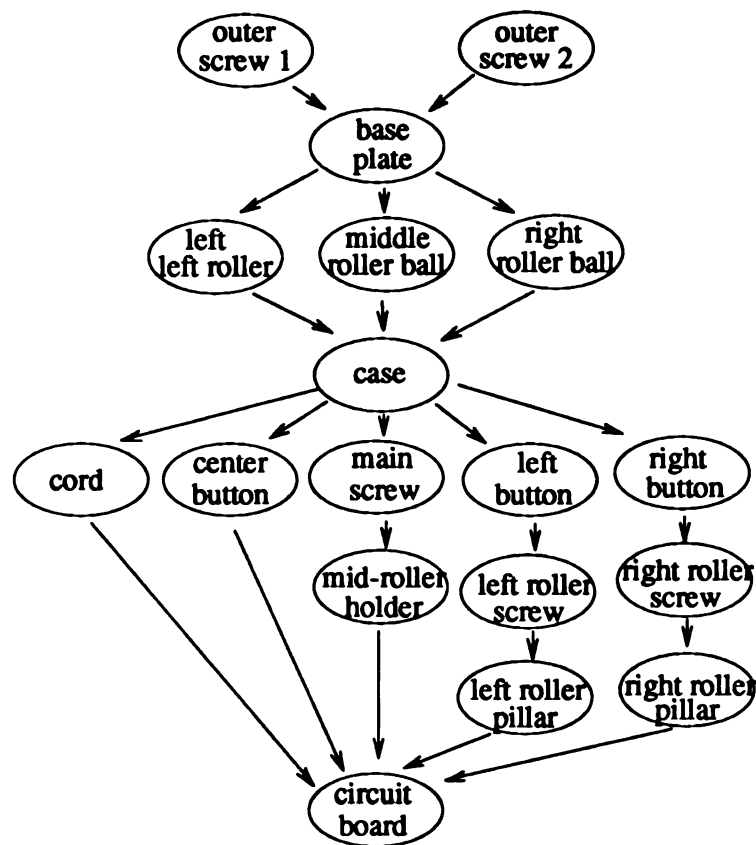 outer
screw 1
outer
screw 2
base
plate
left
left roller
middle
roller ball
right
roller ball
case
cord
center
button
main
screw
left
button
right
button
mid-roller
holder
left roller
screw
right roller
screw
left roller
pillar
right roller
pillar
circuit
board